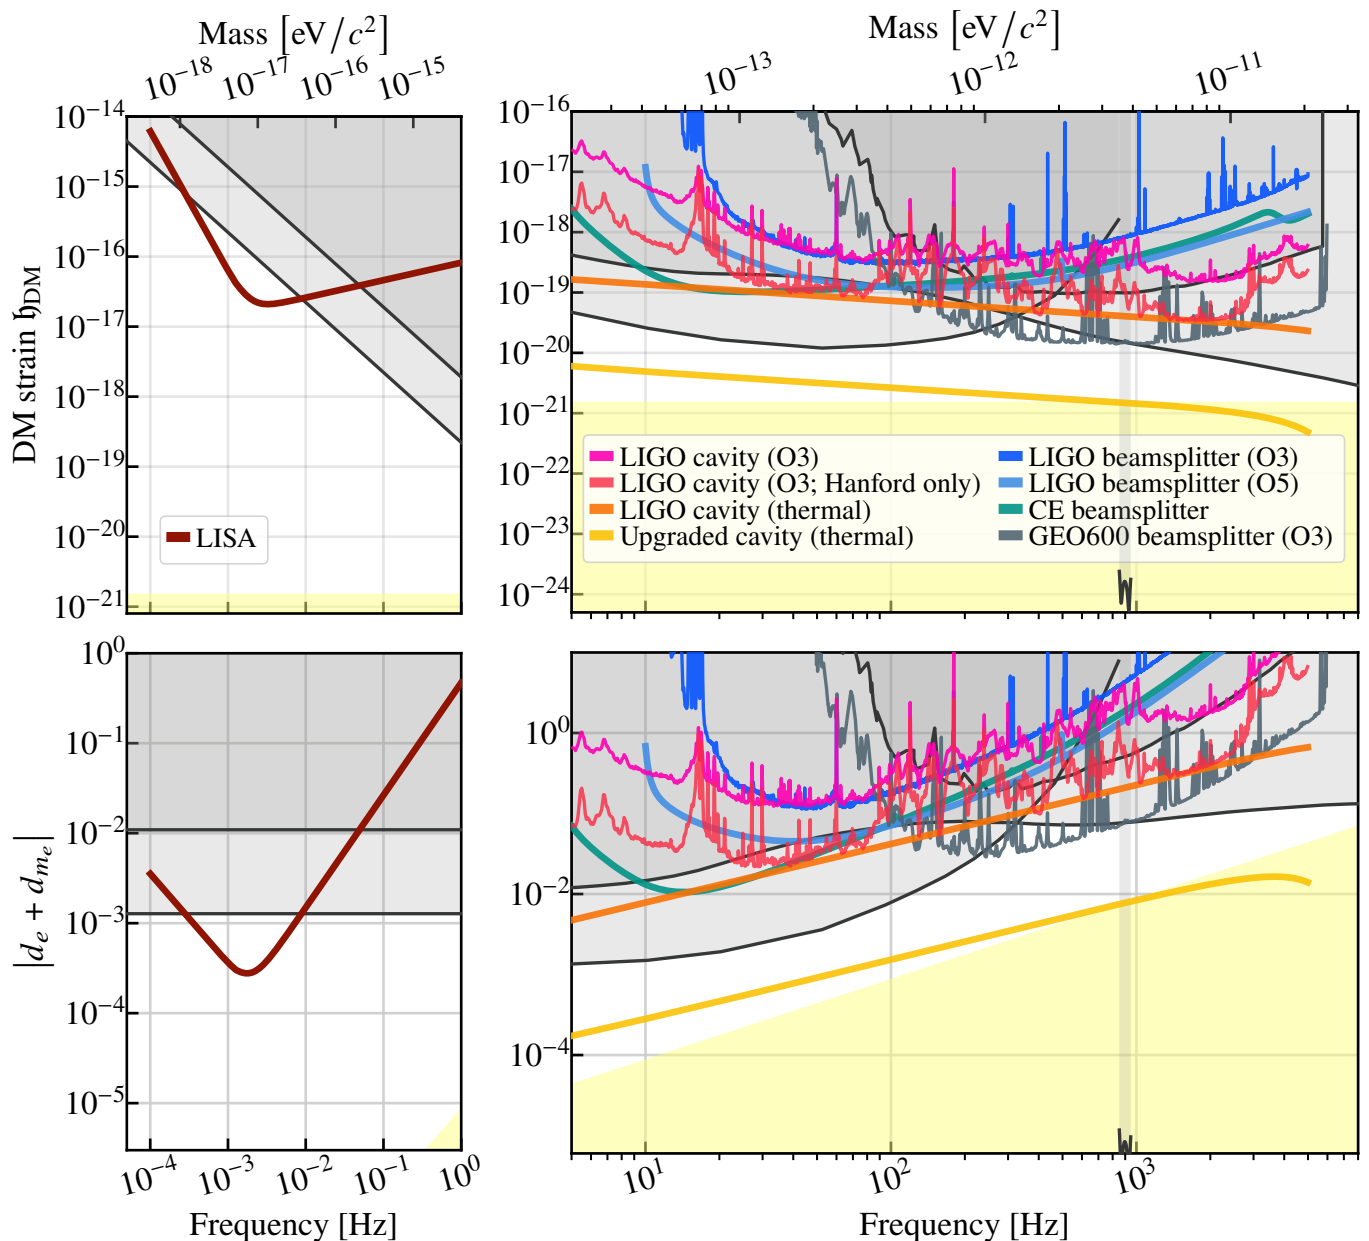 Mass [eV/c²]
Mass [eV/c²]
10⁻¹⁸ 10⁻¹⁷ 10⁻¹⁶ 10⁻¹⁵
10⁻¹³ 10⁻¹² 10⁻¹¹
DM strain 𝔥DM
10⁻¹⁴
10⁻¹⁵
10⁻¹⁶
10⁻¹⁷
10⁻¹⁸
10⁻¹⁹
10⁻²⁰
10⁻²¹
LISA
10⁻¹⁶
10⁻¹⁷
10⁻¹⁸
10⁻¹⁹
10⁻²⁰
10⁻²¹
10⁻²²
10⁻²³
10⁻²⁴
LIGO cavity (O3)
LIGO cavity (O3; Hanford only)
LIGO cavity (thermal)
Upgraded cavity (thermal)
LIGO beamsplitter (O3)
LIGO beamsplitter (O5)
CE beamsplitter
GEO600 beamsplitter (O3)
|dₑ + dₘₑ|
10⁰
10⁻¹
10⁻²
10⁻³
10⁻⁴
10⁻⁵
10⁻⁴ 10⁻³ 10⁻² 10⁻¹ 10⁰
Frequency [Hz]
10⁰
10⁻²
10⁻⁴
10¹ 10² 10³
Frequency [Hz]